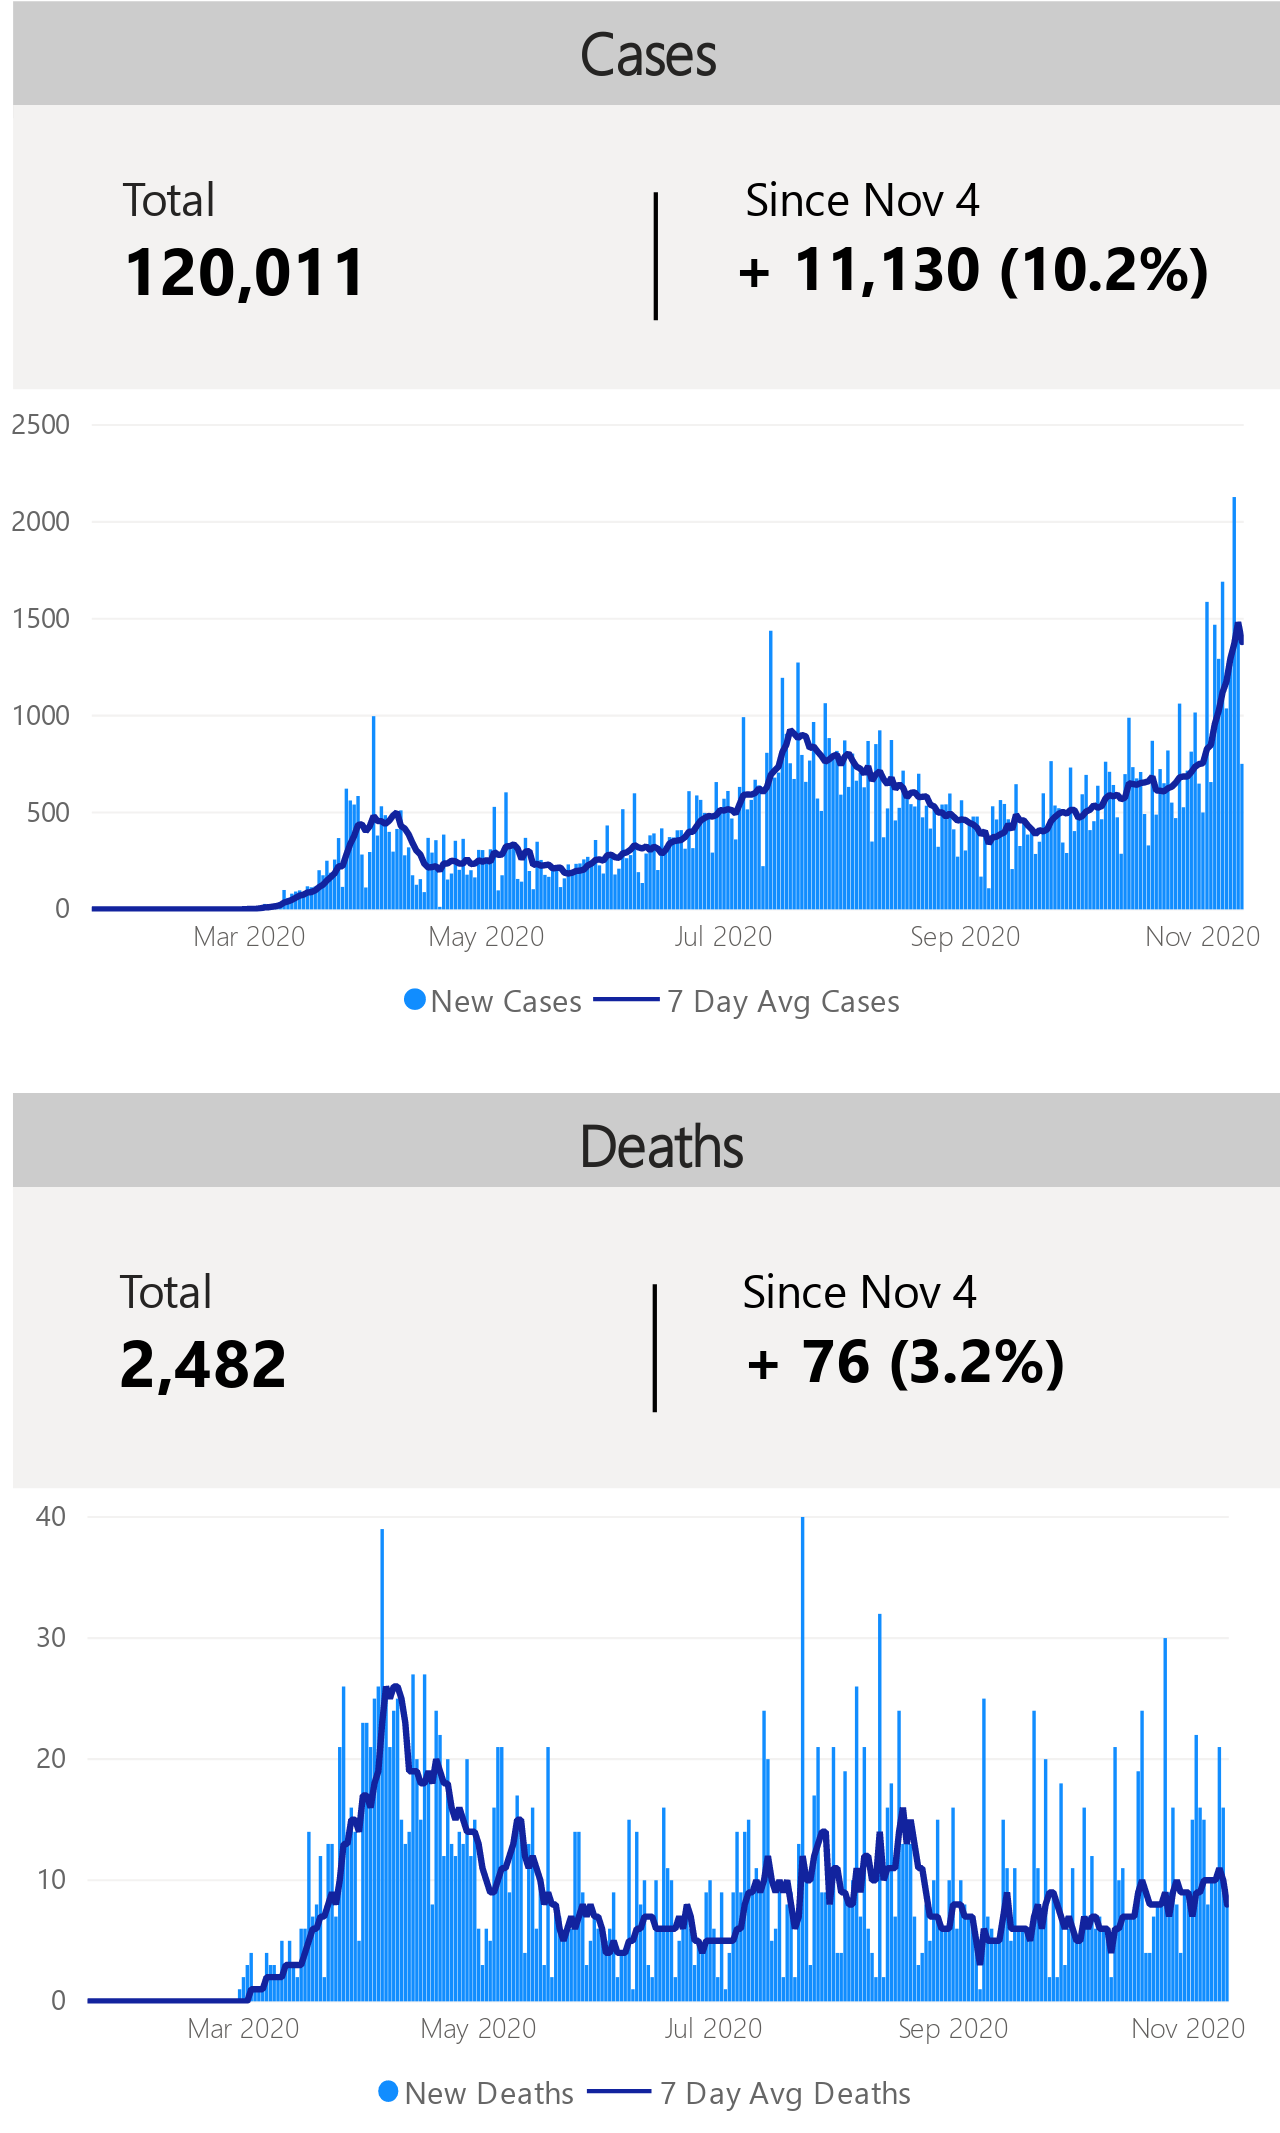 Cases
Total
Since Nov 4
120,011
+ 11,130 (10.2%)
2500
2000
1500
1000
500
0
Mar 2020 May 2020 Jul 2020 Sep 2020 Nov 2020
New Cases 7 Day Avg Cases
Deaths
Total
Since Nov 4
2,482
+ 76 (3.2%)
40
30
20
10
0
Mar 2020 May 2020 Jul 2020 Sep 2020 Nov 2020
New Deaths 7 Day Avg Deaths